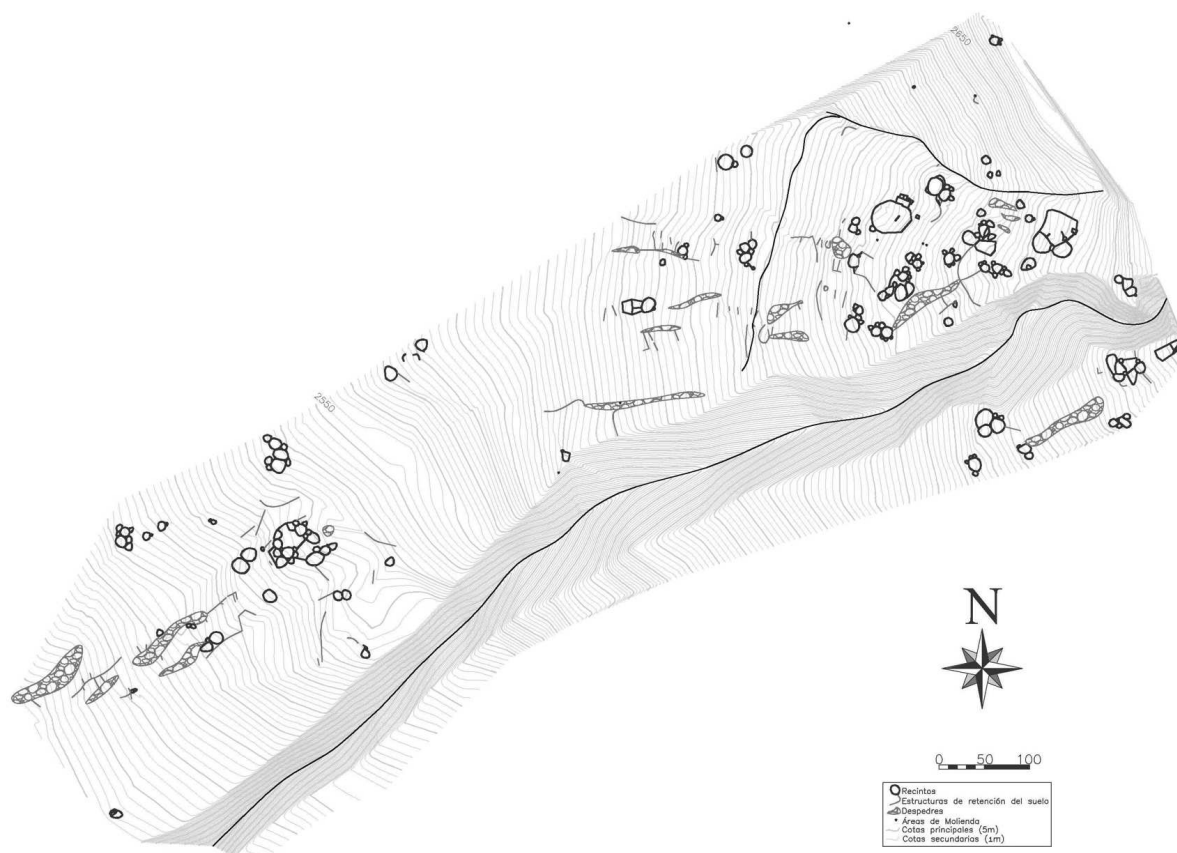 2650
2550
N
0 50 100
Recintos
Estructuras de retención del suelo
Despedres
Áreas de Molienda
Cotas principales (5m)
Cotas secundarias (1m)